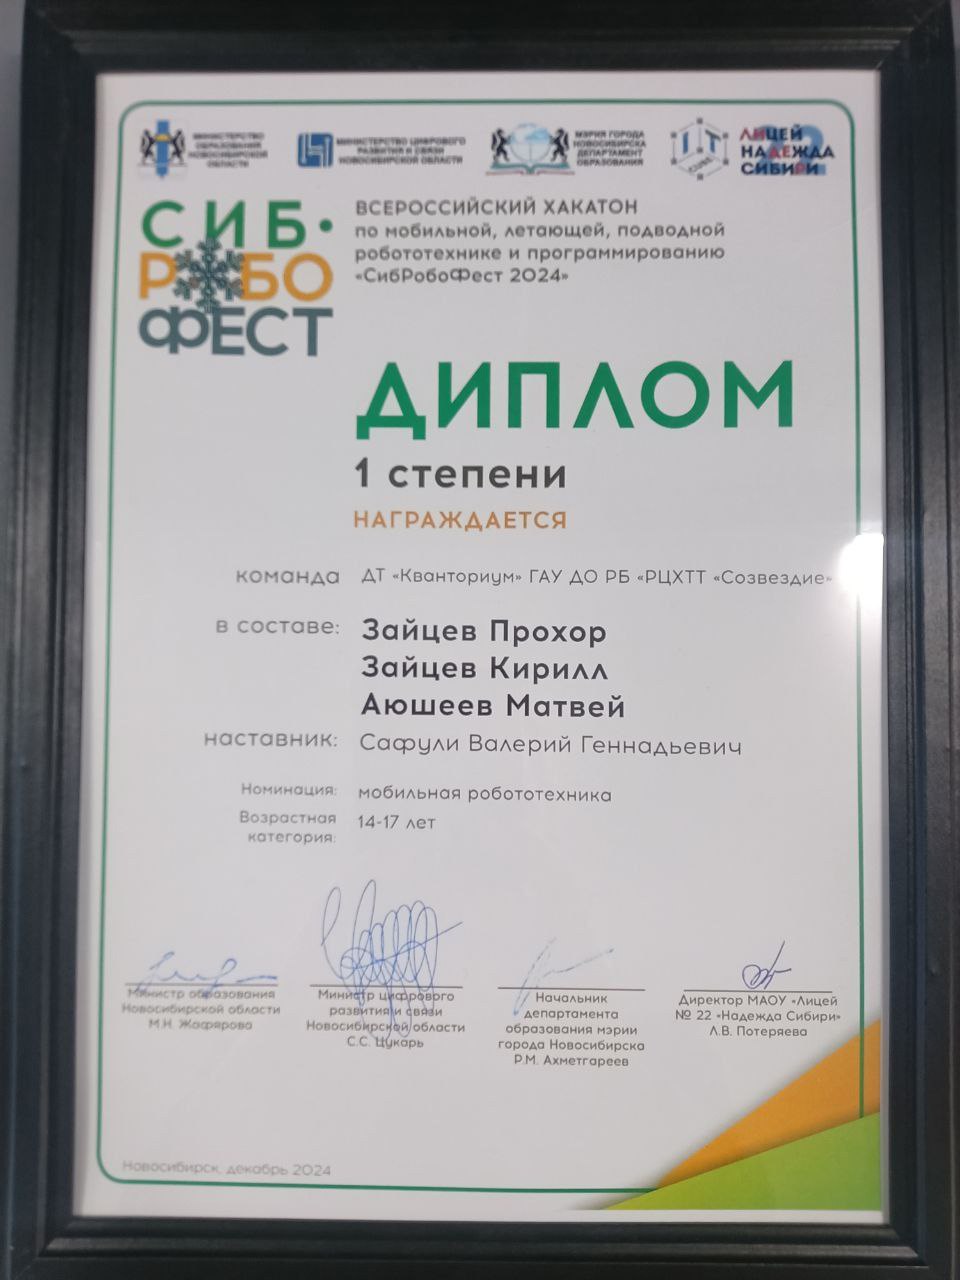 МИНИСТЕРСТВО
ОБРАЗОВАНИЯ
НОВОСИБИРСКОЙ
ОБЛАСТИ
МИНИСТЕРСТВО ЦИФРОВОГО
РАЗВИТИЯ И СВЯЗИ
НОВОСИБИРСКОЙ ОБЛАСТИ
МЭРИЯ ГОРОДА
НОВОСИБИРСКА
ДЕПАРТАМЕНТ
ОБРАЗОВАНИЯ
IT
CUBE
ЛИЦЕЙ
НАДЕЖДА
СИБИРИ
22
СИБ•
РОБО
ФЕСТ
ВСЕРОССИЙСКИЙ ХАКАТОН
по мобильной, летающей, подводной
робототехнике и программированию
«СибРобоФест 2024»
ДИПЛОМ
1 степени
НАГРАЖДАЕТСЯ
команда ДТ «Кванториум» ГАУ ДО РБ «РЦХТТ «Созвездие»
в составе: Зайцев Прохор
Зайцев Кирилл
Аюшеев Матвей
наставник: Сафули Валерий Геннадьевич
Номинация: мобильная робототехника
Возрастная
категория: 14-17 лет
Министр образования
Новосибирской области
М.Н. Жафярова
Министр цифрового
развития и связи
Новосибирской области
С.С. Цукарь
Начальник
департамента
образования мэрии
города Новосибирска
Р.М. Ахметгареев
Директор МАОУ «Лицей
№ 22 «Надежда Сибири»
Л.В. Потеряева
Новосибирск, декабрь 2024